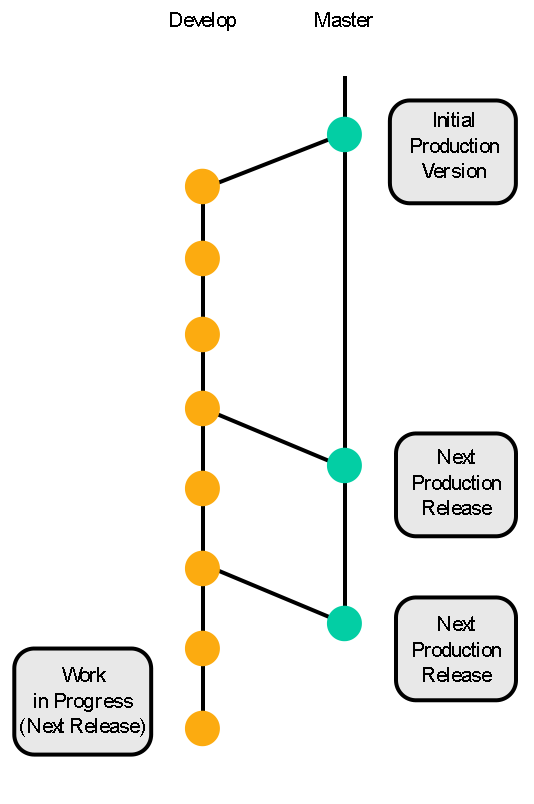 Develop
Master
Initial
Production
Version
Next
Production
Release
Next
Production
Release
Work
in Progress
(Next Release)